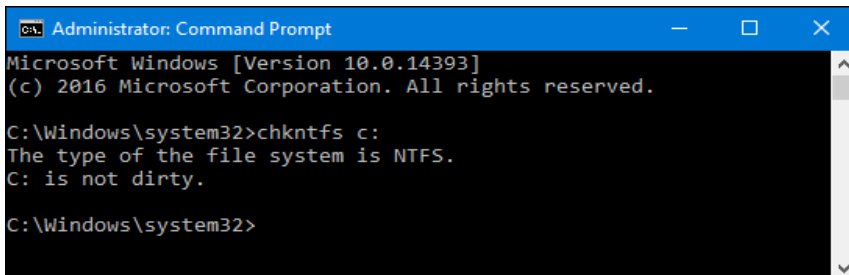 Administrator: Command Prompt
Microsoft Windows [Version 10.0.14393]
(c) 2016 Microsoft Corporation. All rights reserved.
C:\Windows\system32>chkntfs c:
The type of the file system is NTFS.
C: is not dirty.
C:\Windows\system32>